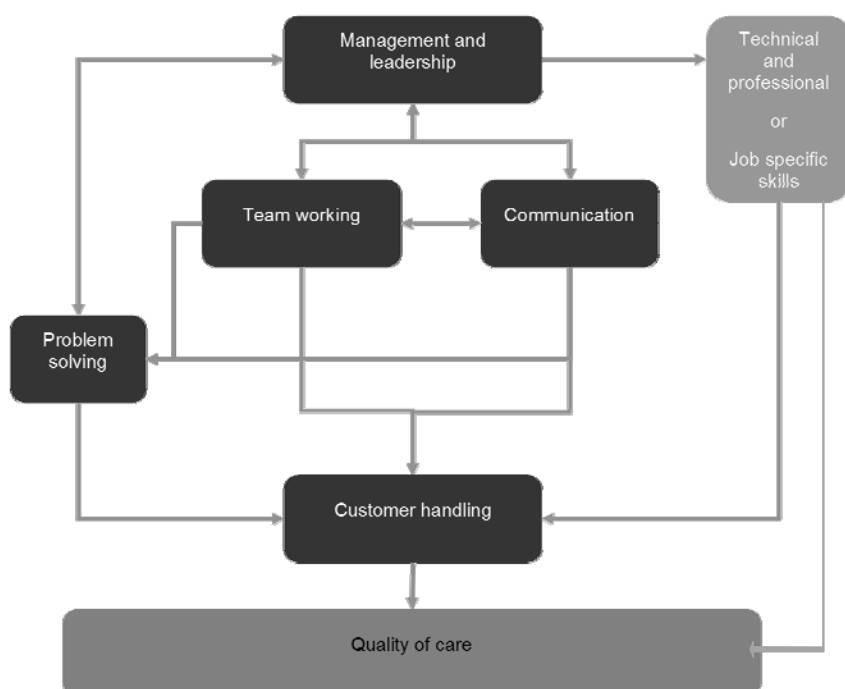 Management and
leadership
Technical
and
professional
or
Job specific
skills
Team working
Communication
Problem
solving
Customer handling
Quality of care